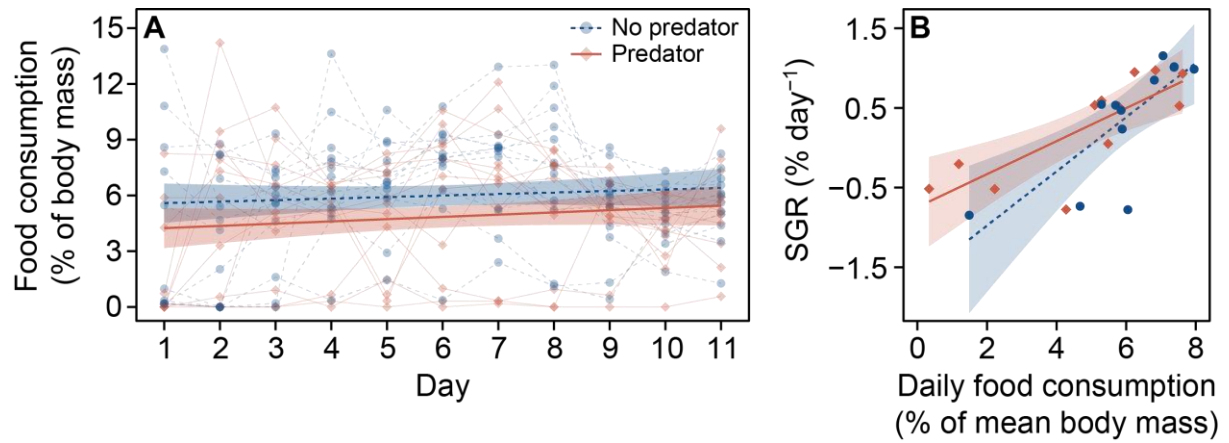 A
No predator
Predator
Food consumption
(% of body mass)
15
12
9
6
3
0
1 2 3 4 5 6 7 8 9 10 11
Day
B
SGR (% day⁻¹)
1.5
0.5
−0.5
−1.5
0 2 4 6 8
Daily food consumption
(% of mean body mass)